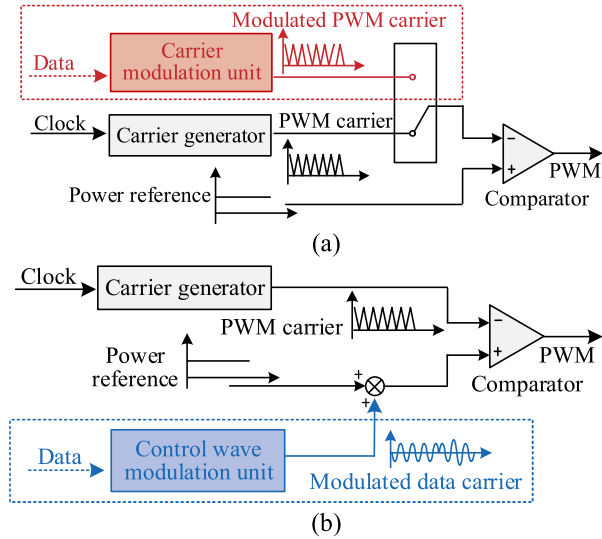 Modulated PWM carrier
Data
Carrier
modulation unit
Clock
Carrier generator
PWM carrier
Power reference
−
+
PWM
Comparator
(a)
Clock
Carrier generator
PWM carrier
Power
reference
+
+
−
+
PWM
Comparator
Data
Control wave
modulation unit
Modulated data carrier
(b)